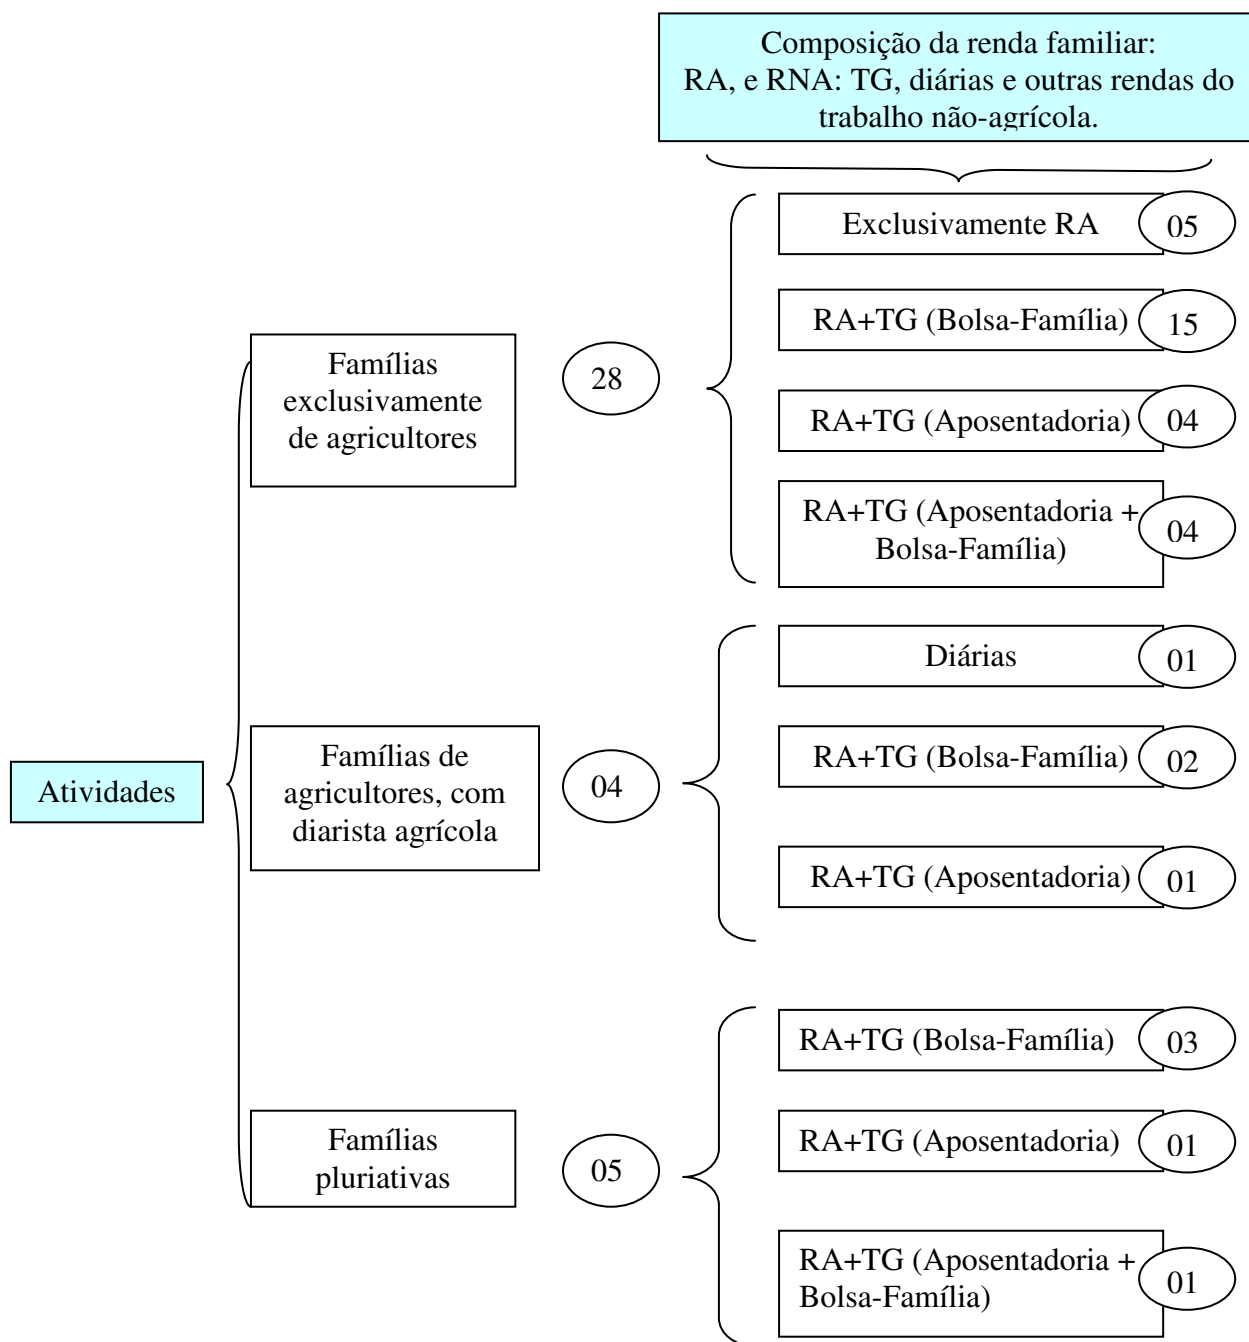 Composição da renda familiar:
RA, e RNA: TG, diárias e outras rendas do
trabalho não-agrícola.
Exclusivamente RA
05
RA+TG (Bolsa-Família)
15
Famílias
exclusivamente
de agricultores
28
RA+TG (Aposentadoria)
04
RA+TG (Aposentadoria +
Bolsa-Família)
04
Diárias
01
Atividades
Famílias de
agricultores, com
diarista agrícola
04
RA+TG (Bolsa-Família)
02
RA+TG (Aposentadoria)
01
RA+TG (Bolsa-Família)
03
Famílias
pluriativas
05
RA+TG (Aposentadoria)
01
RA+TG (Aposentadoria +
Bolsa-Família)
01